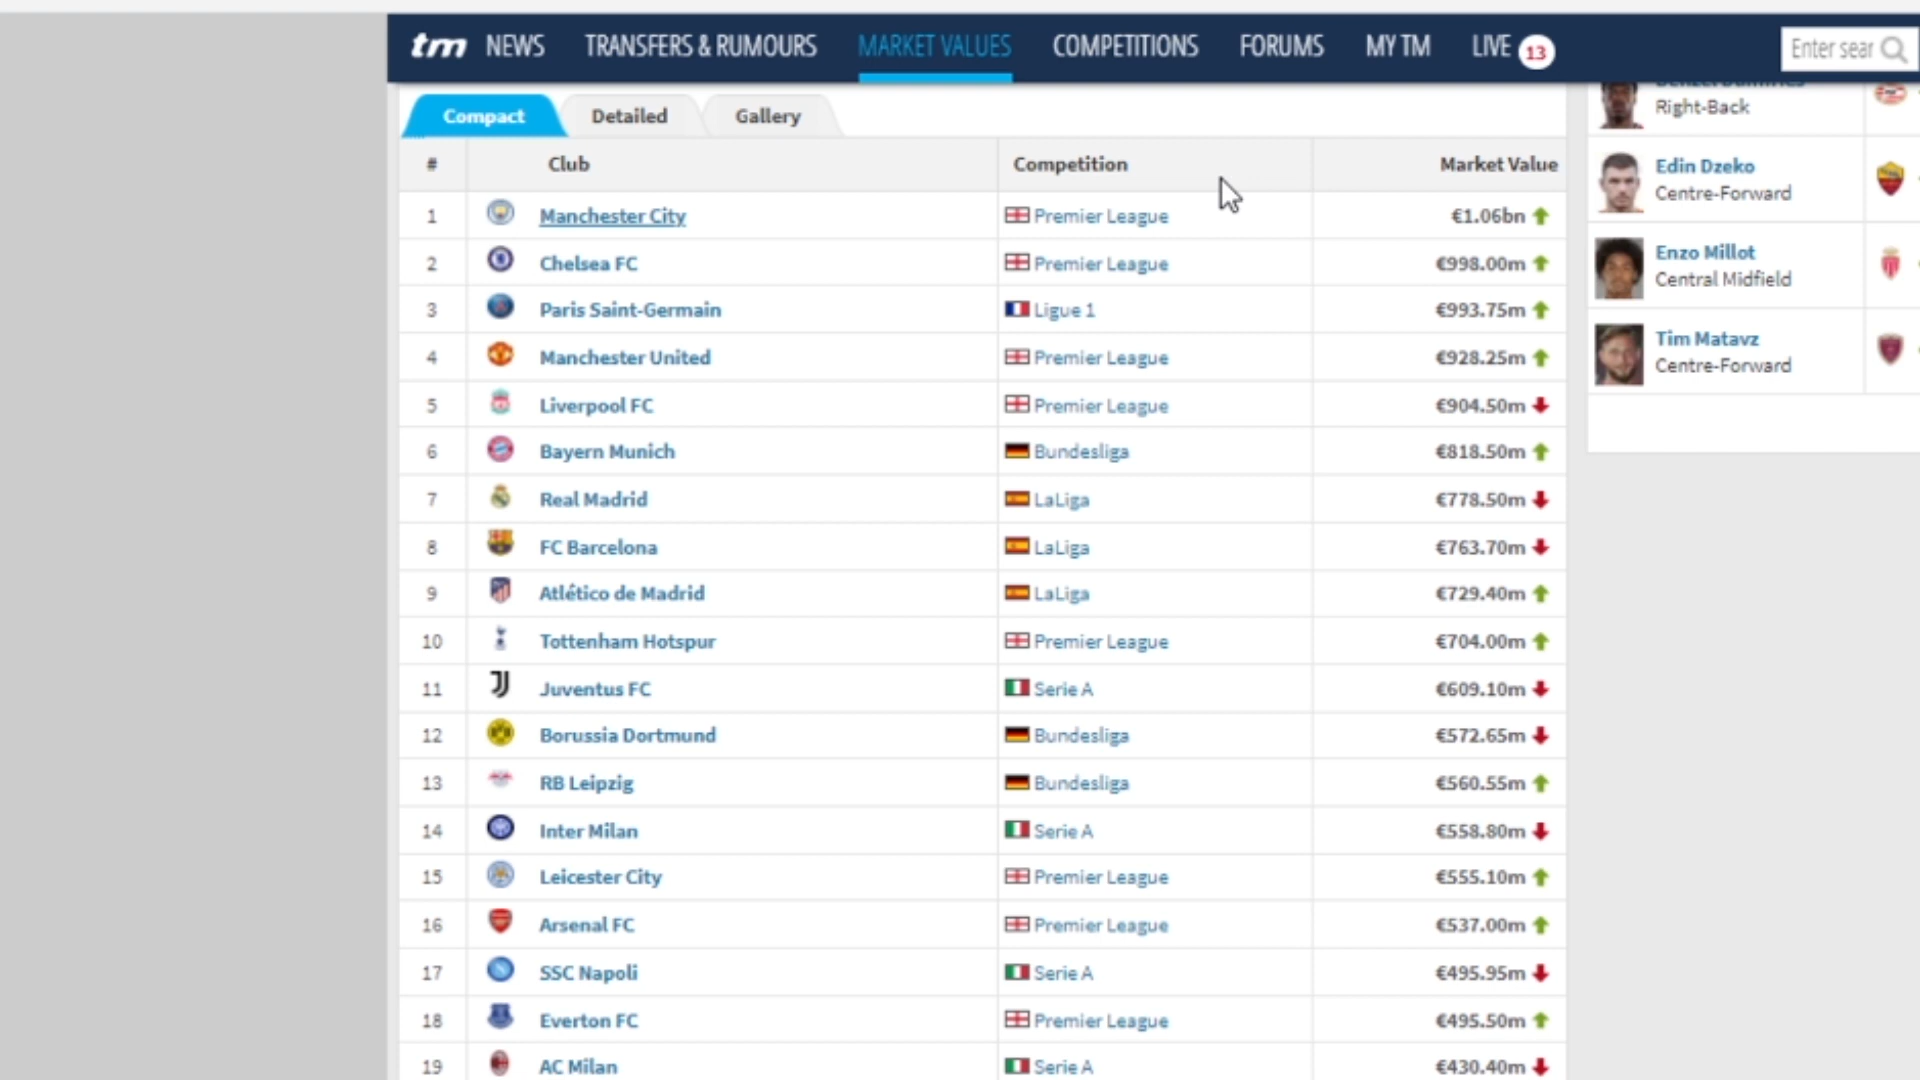 tm NEWS TRANSFERS & RUMOURS MARKET VALUES COMPETITIONS FORUMS MY TM LIVE 13 Enter sear
Compact Detailed Gallery
# Club Competition Market Value
1 Manchester City Premier League €1.06bn
2 Chelsea FC Premier League €998.00m
3 Paris Saint-Germain Ligue 1 €993.75m
4 Manchester United Premier League €928.25m
5 Liverpool FC Premier League €904.50m
6 Bayern Munich Bundesliga €818.50m
7 Real Madrid LaLiga €778.50m
8 FC Barcelona LaLiga €763.70m
9 Atlético de Madrid LaLiga €729.40m
10 Tottenham Hotspur Premier League €704.00m
11 Juventus FC Serie A €609.10m
12 Borussia Dortmund Bundesliga €572.65m
13 RB Leipzig Bundesliga €560.55m
14 Inter Milan Serie A €558.80m
15 Leicester City Premier League €555.10m
16 Arsenal FC Premier League €537.00m
17 SSC Napoli Serie A €495.95m
18 Everton FC Premier League €495.50m
19 AC Milan Serie A €430.40m
Right-Back
Edin Dzeko
Centre-Forward
Enzo Millot
Central Midfield
Tim Matavz
Centre-Forward